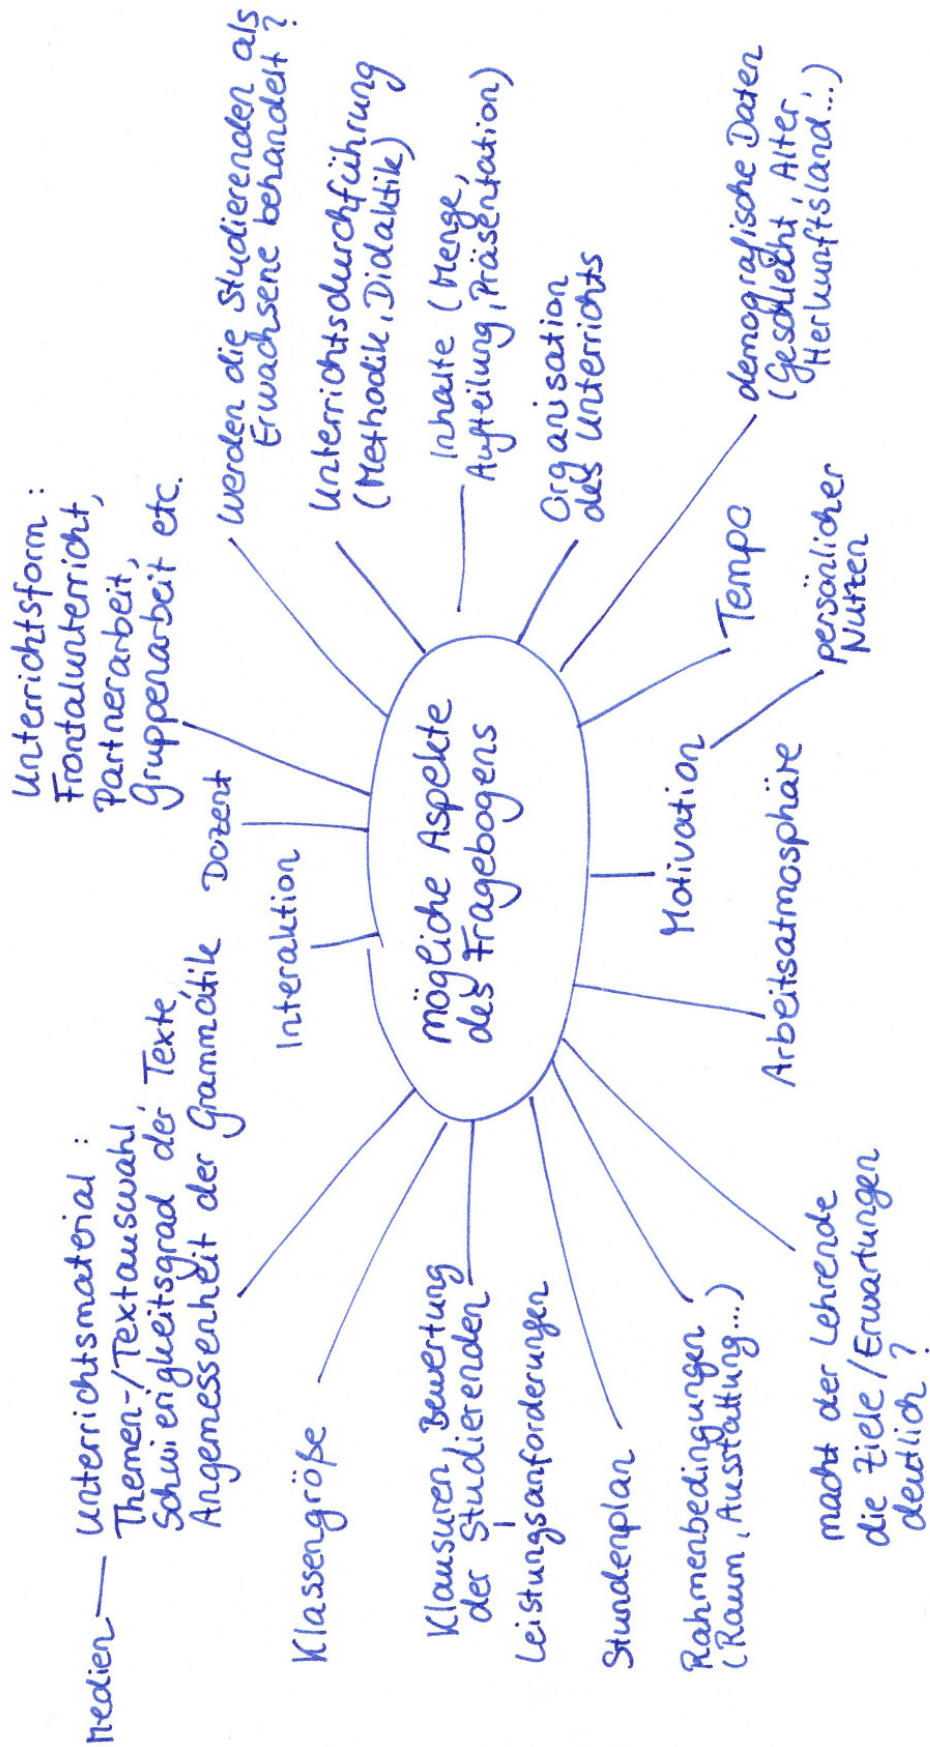 Medien
Unterrichtsmaterial :
Themen-/Textauswahl,
Schwierigkeitsgrad der Texte,
Angemessenheit der Grammatik
Interaktion
Dozent
Unterrichtsform :
Frontalunterricht,
Partnerarbeit,
Gruppenarbeit etc.
werden die Studierenden als
Erwachsene behandelt ?
Unterrichtsdurchführung
(Methodik, Didaktik)
Inhalte (Menge,
Aufteilung, Präsentation)
Organisation
des Unterrichts
demografische Daten
(Geschlecht, Alter,
Herkunftsland...)
Tempo
Motivation
persönlicher
Nutzen
Arbeitsatmosphäre
mögliche Aspekte
des Fragebogens
Klassengröße
Klausuren, Bewertung
der Studierenden
Leistungsanforderungen
Stundenplan
Rahmenbedingungen
(Raum, Ausstattung...)
macht der Lehrende
die Ziele/Erwartungen
deutlich ?